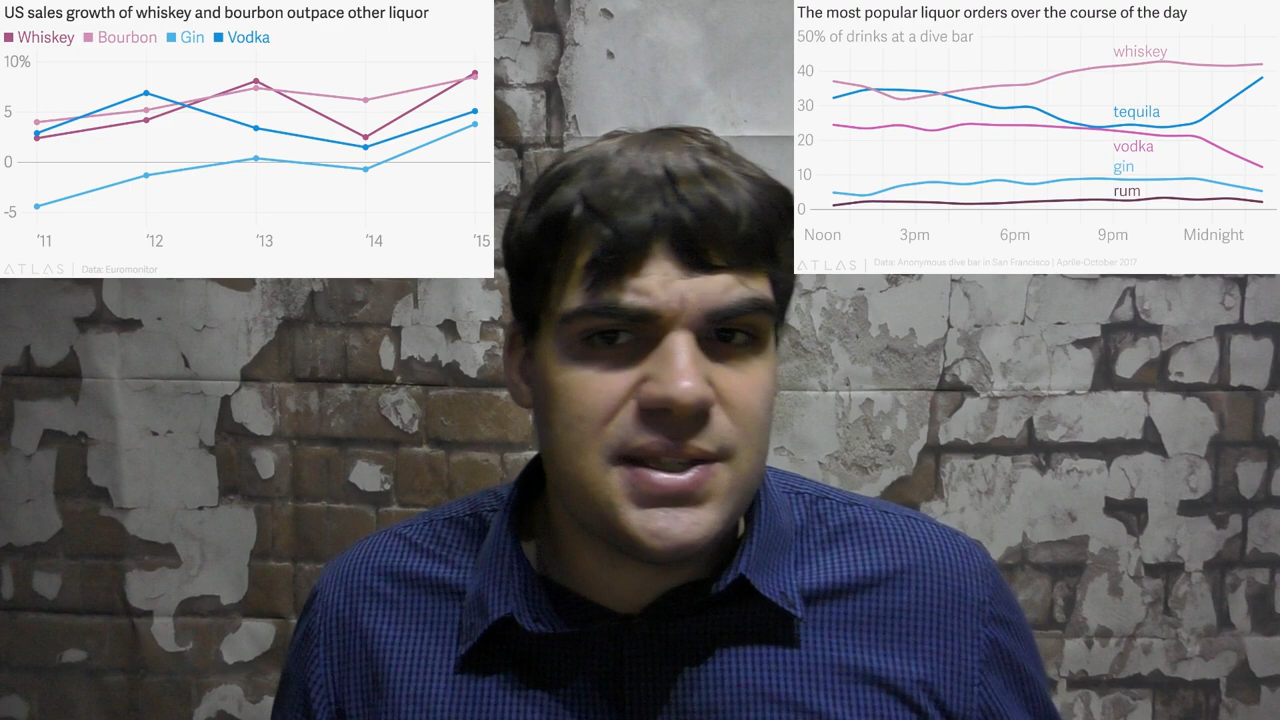 US sales growth of whiskey and bourbon outpace other liquor
Whiskey Bourbon Gin Vodka
10%
5
0
-5
'11 '12 '13 '14 '15
ATLAS | Data: Euromonitor
The most popular liquor orders over the course of the day
50% of drinks at a dive bar
40
30
20
10
0
whiskey
tequila
vodka
gin
rum
Noon 3pm 6pm 9pm Midnight
ATLAS | Data: Anonymous dive bar in San Francisco | Aprile-October 2017